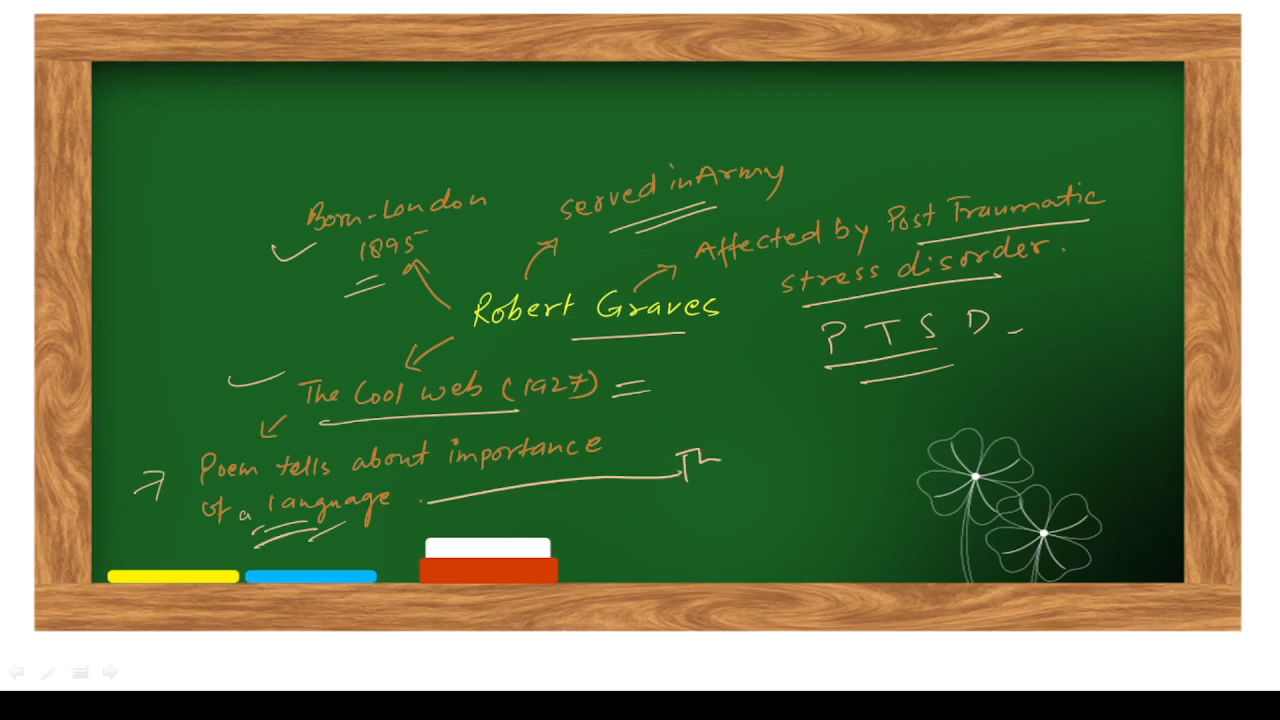 Born-London
1895
served in Army
Affected by Post Traumatic
stress disorder.
P T S D
Robert Graves
The Cool web (1927)
Poem tells about importance
of a language